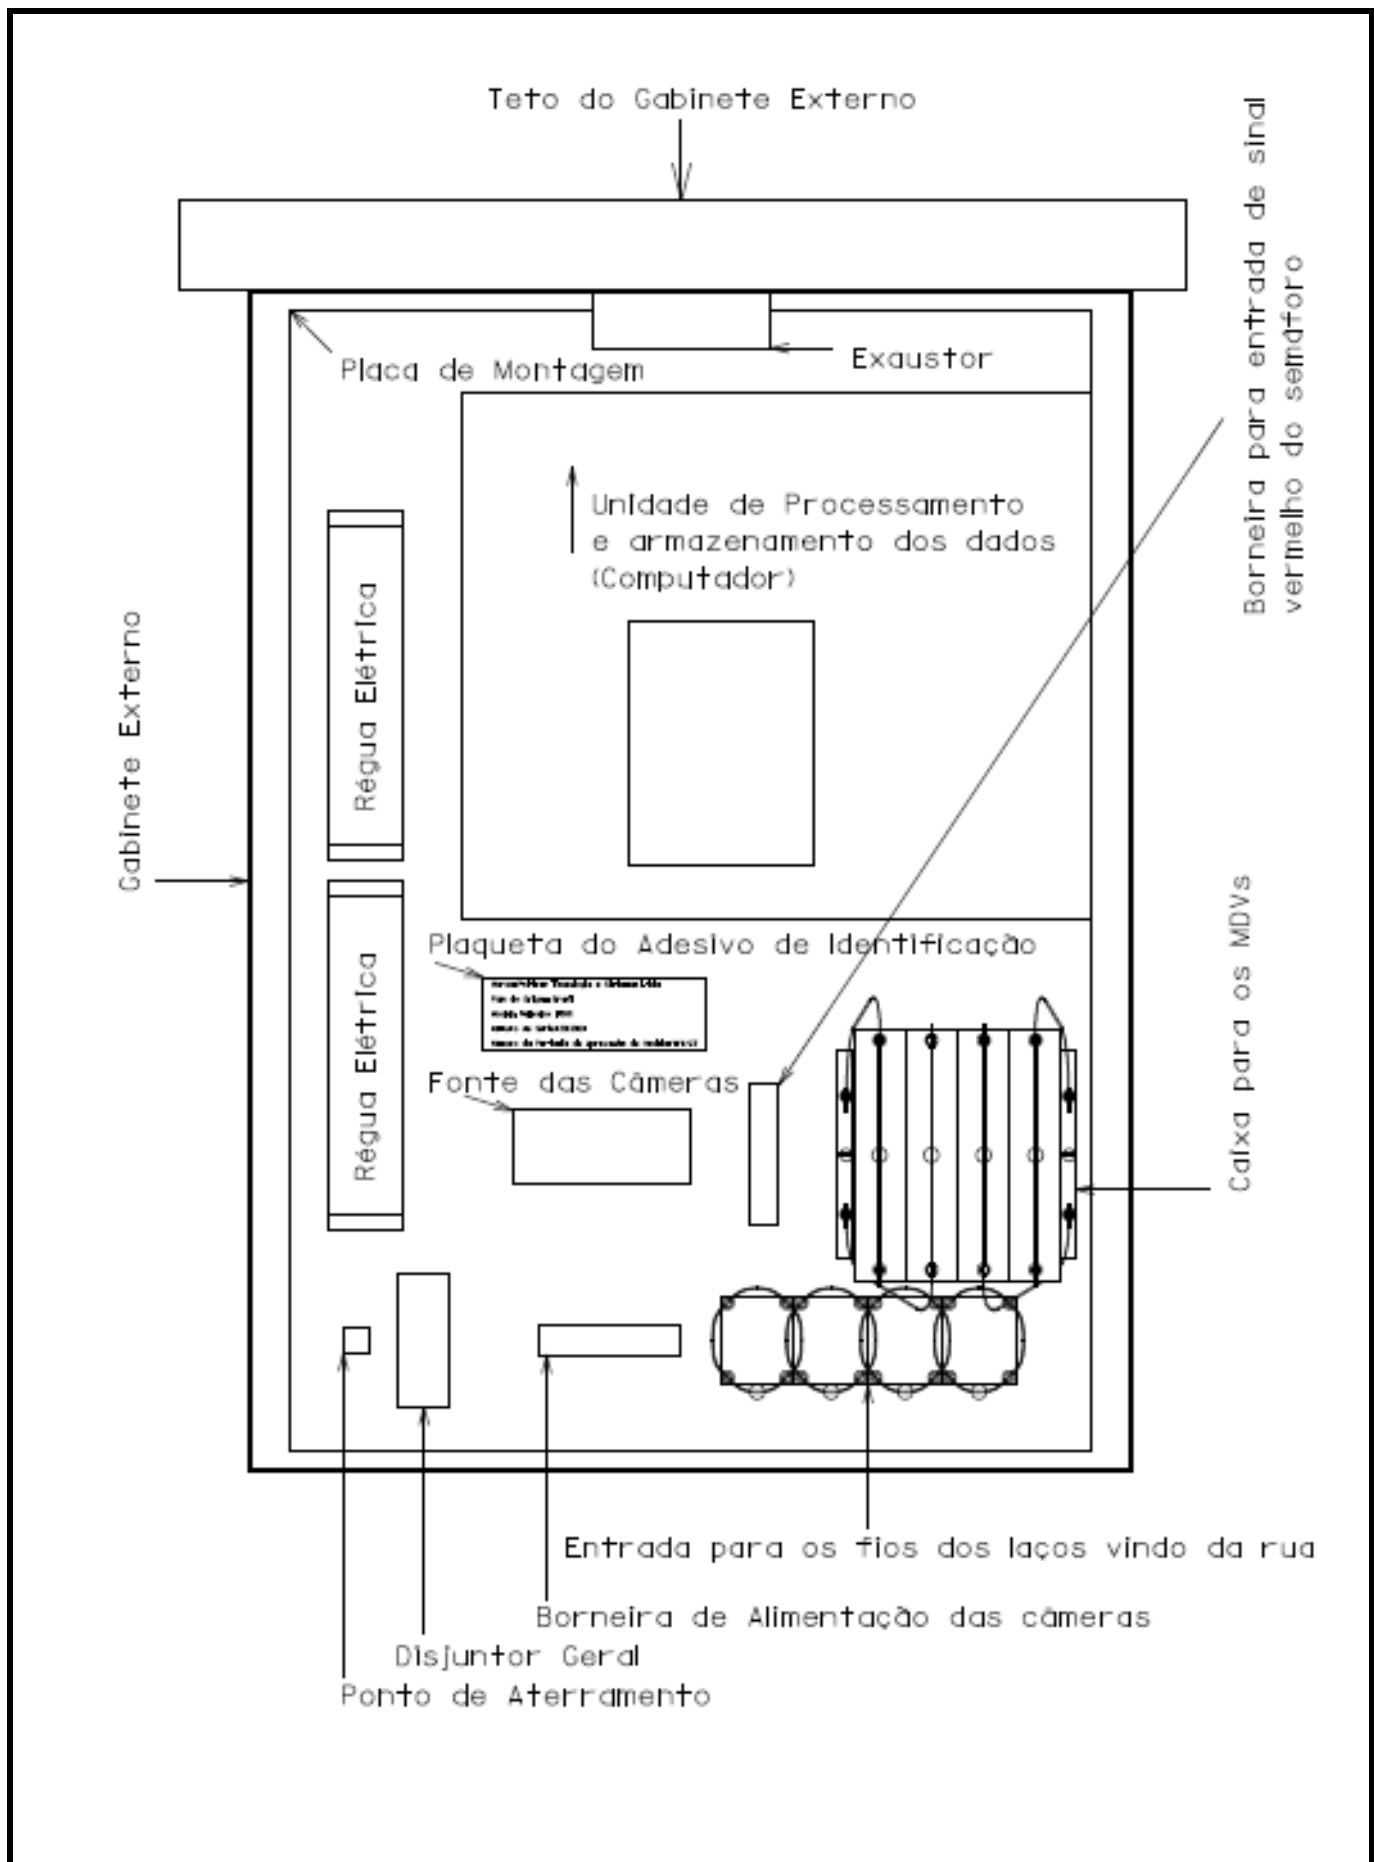 Teto do Gabinete Externo
Borneira para entrada de sinal
vermelho do semáforo
Placa de Montagem
Exaustor
Unidade de Processamento
e armazenamento dos dados
(Computador)
Régua Elétrica
Gabinete Externo
Régua Elétrica
Plaqueta do Adesivo de Identificação
Fonte das Câmeras
Caixa para os MDVs
Entrada para os fios dos laços vindo da rua
Borneira de Alimentação das câmeras
Disjuntor Geral
Ponto de Aterramento